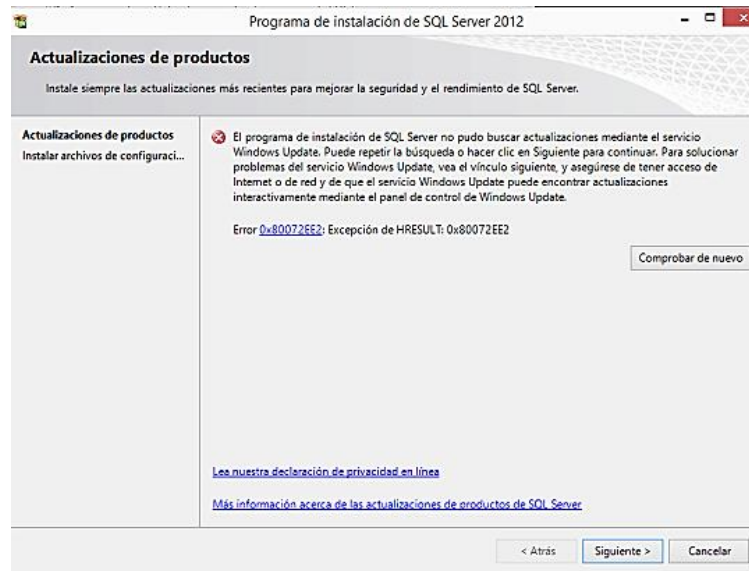 Programa de instalación de SQL Server 2012
Actualizaciones de productos
Instale siempre las actualizaciones más recientes para mejorar la seguridad y el rendimiento de SQL Server.
Actualizaciones de productos
Instalar archivos de configuraci...
El programa de instalación de SQL Server no pudo buscar actualizaciones mediante el servicio
Windows Update. Puede repetir la búsqueda o hacer clic en Siguiente para continuar. Para solucionar
problemas del servicio Windows Update, vea el vínculo siguiente, y asegúrese de tener acceso de
Internet o de red y de que el servicio Windows Update puede encontrar actualizaciones
interactivamente mediante el panel de control de Windows Update.
Error 0x80072EE2: Excepción de HRESULT: 0x80072EE2
Comprobar de nuevo
Lea nuestra declaración de privacidad en línea
Más información acerca de las actualizaciones de productos de SQL Server
< Atrás Siguiente > Cancelar